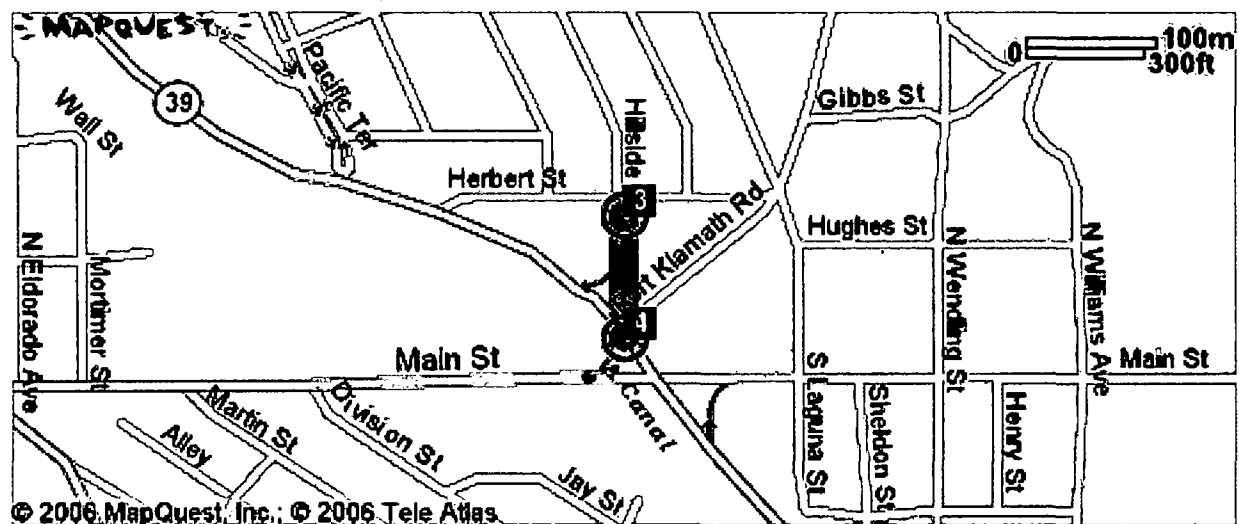 MAPQUEST
100m
0
300ft
39
Wall St
Pacific Ter
Hillside
Gibbs St
Herbert St
3
Klamath Rd
Hughes St
N Eldorado Ave
Mortimer St
N Wendling St
N Williams Ave
4
Main St
Main St
Canal
Martin St
Division St
Alley
Jay St
S Laguna St
Sheldon St
Henry St
© 2006 MapQuest, Inc.; © 2006 Tele Atlas